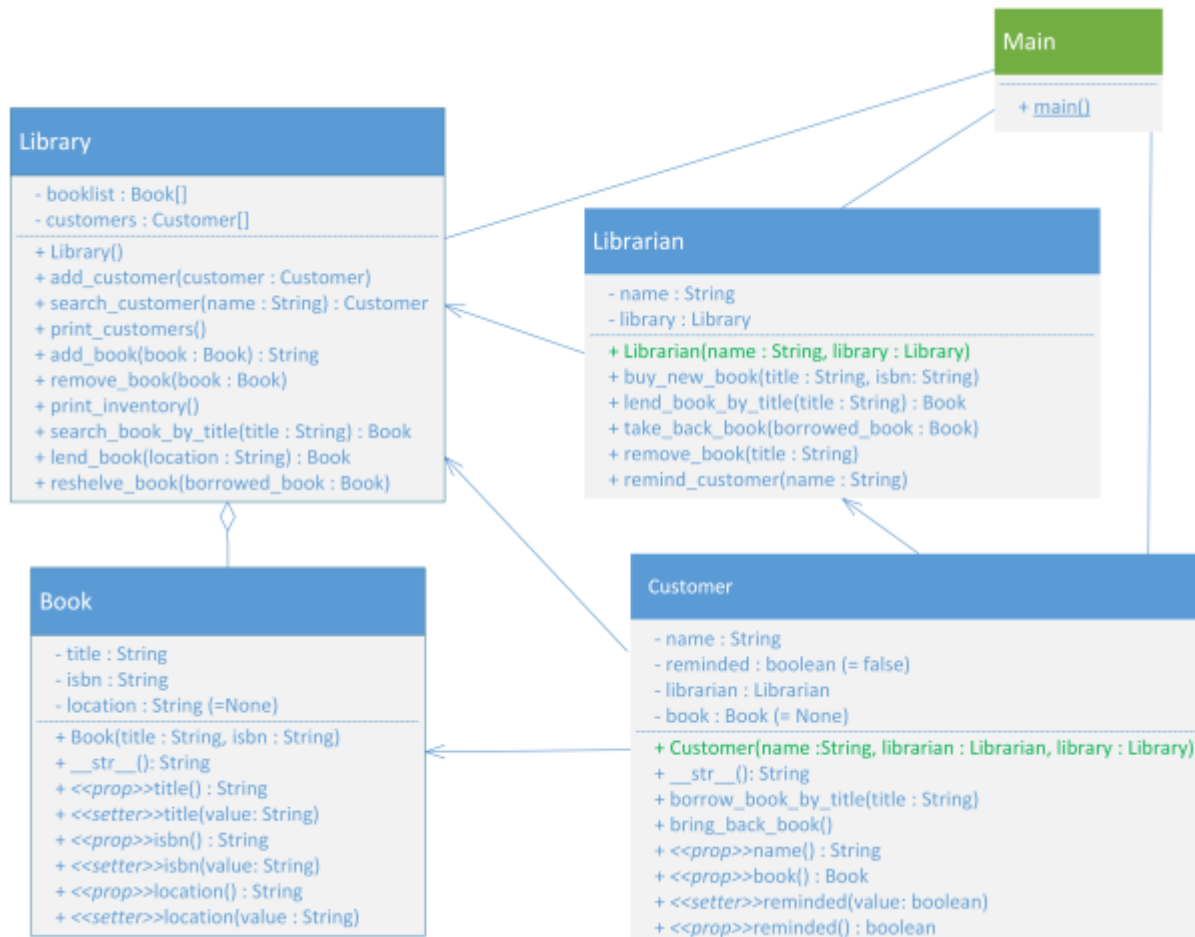 Main
+ main()
Library
- booklist : Book[]
- customers : Customer[]
+ Library()
+ add_customer(customer : Customer)
+ search_customer(name : String) : Customer
+ print_customers()
+ add_book(book : Book) : String
+ remove_book(book : Book)
+ print_inventory()
+ search_book_by_title(title : String) : Book
+ lend_book(location : String) : Book
+ reshelve_book(borrowed_book : Book)
Librarian
- name : String
- library : Library
+ Librarian(name : String, library : Library)
+ buy_new_book(title : String, isbn: String)
+ lend_book_by_title(title : String) : Book
+ take_back_book(borrowed_book : Book)
+ remove_book(title : String)
+ remind_customer(name : String)
Book
- title : String
- isbn : String
- location : String (=None)
+ Book(title : String, isbn : String)
+ __str__(): String
+ <<prop>>title() : String
+ <<setter>>title(value: String)
+ <<prop>>isbn() : String
+ <<setter>>isbn(value: String)
+ <<prop>>location() : String
+ <<setter>>location(value : String)
Customer
- name : String
- reminded : boolean (= false)
- librarian : Librarian
- book : Book (= None)
+ Customer(name :String, librarian : Librarian, library : Library)
+ __str__(): String
+ borrow_book_by_title(title : String)
+ bring_back_book()
+ <<prop>>name() : String
+ <<prop>>book() : Book
+ <<setter>>reminded(value: boolean)
+ <<prop>>reminded() : boolean